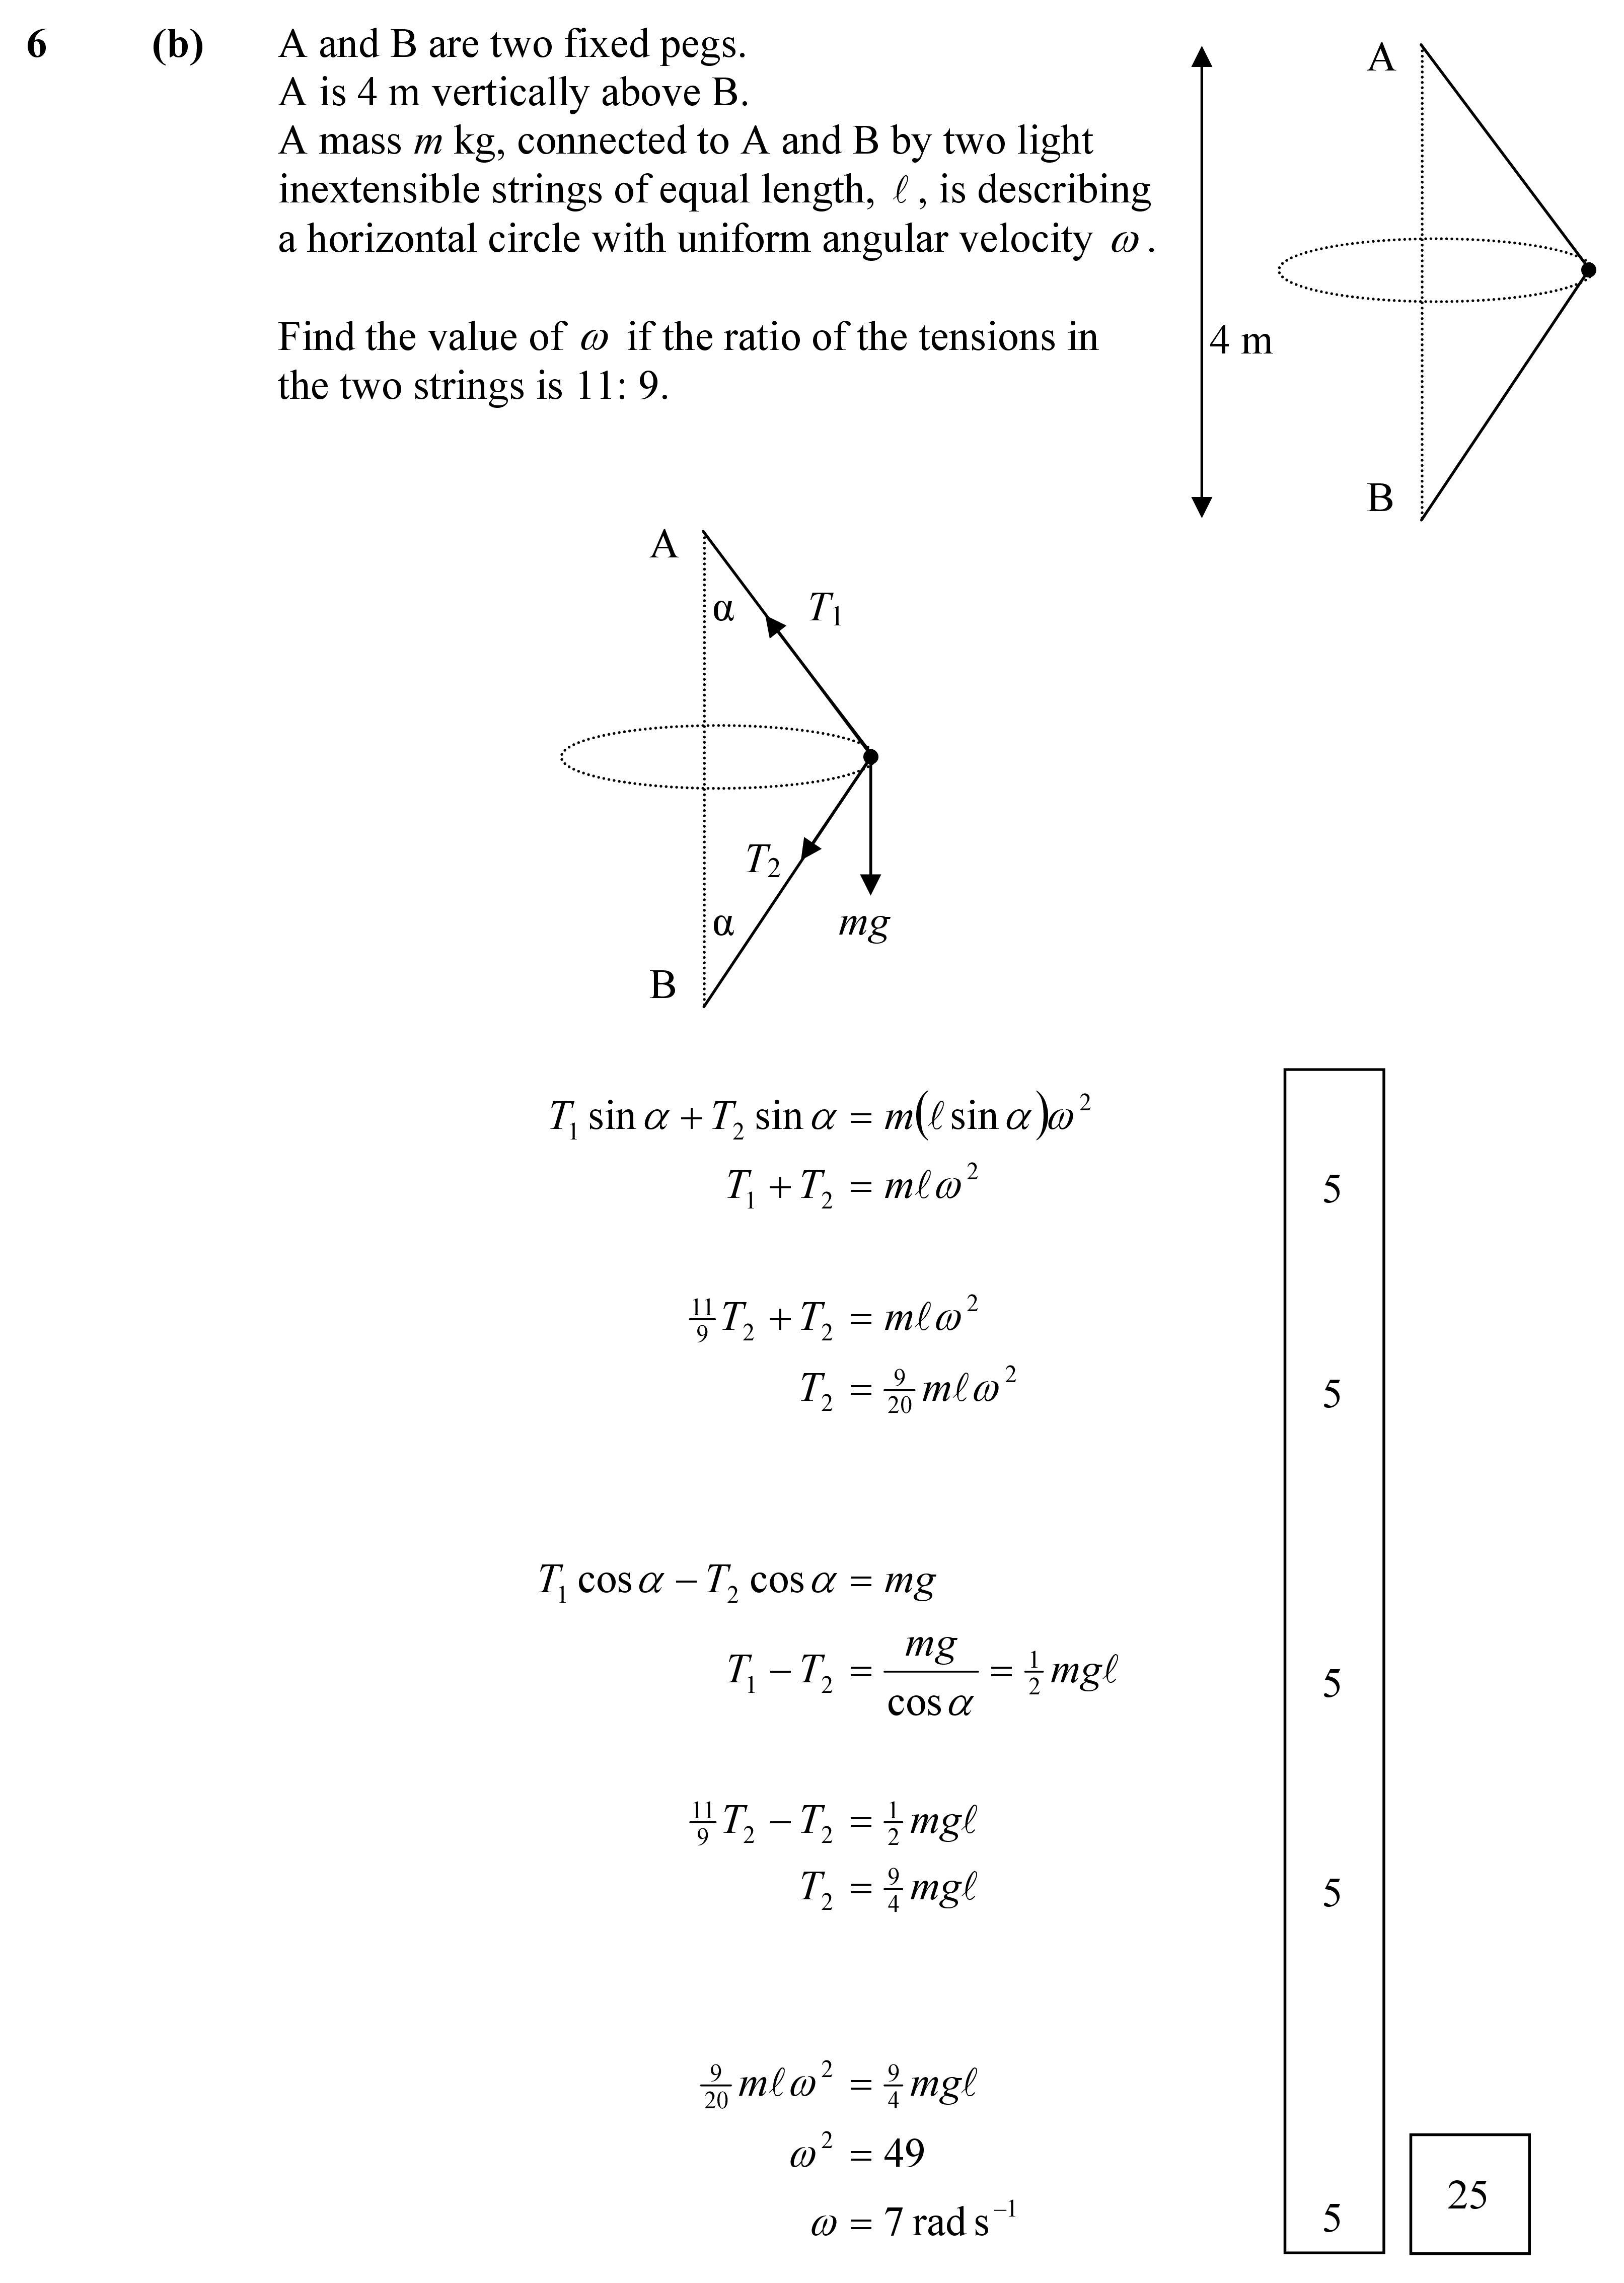 6 (b) A and B are two fixed pegs.
A is 4 m vertically above B.
A mass m kg, connected to A and B by two light
inextensible strings of equal length, ℓ, is describing
a horizontal circle with uniform angular velocity ω.
Find the value of ω if the ratio of the tensions in
the two strings is 11: 9.
A
4 m
B
A
α
T₁
T₂
α
mg
B
T₁ sin α + T₂ sin α = m(ℓ sin α)ω²
T₁ + T₂ = mℓω² 5
11/9 T₂ + T₂ = mℓω²
T₂ = 9/20 mℓω² 5
T₁ cos α − T₂ cos α = mg
T₁ − T₂ = mg/cos α = 1/2 mgℓ 5
11/9 T₂ − T₂ = 1/2 mgℓ
T₂ = 9/4 mgℓ 5
9/20 mℓω² = 9/4 mgℓ
ω² = 49
ω = 7 rad s⁻¹ 5 25